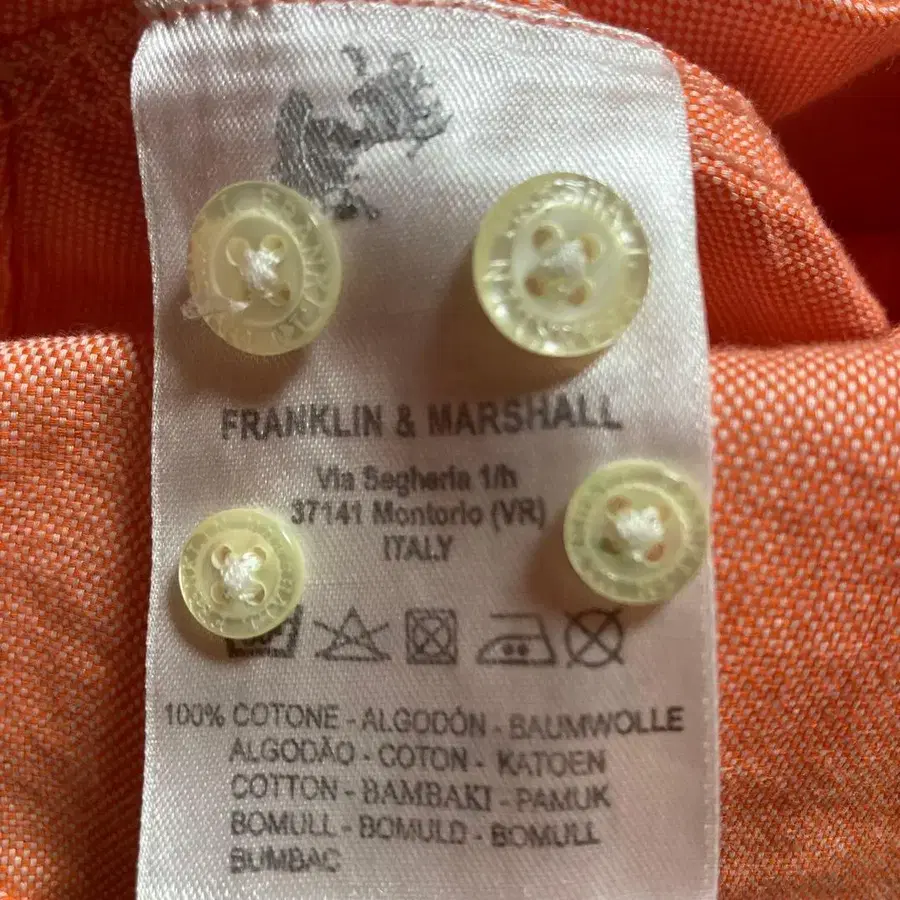 FRANKLIN & MARSHALL
Via Segheria 1/h
37141 Montorio (VR)
ITALY
100% COTONE - ALGODÓN - BAUMWOLLE
ALGODÃO - COTON - KATOEN
COTTON - BAMBAKI - PAMUK
BOMULL - BOMULD - BOMULL
BUMBAC